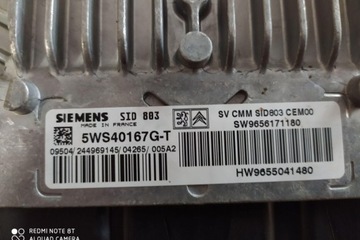 SIEMENS SID 803
MADE IN FRANCE
5WS40167G-T
09504/244969145/04265/005A2
SV CMM SID803 CEM00
SW9656171180
HW9655041480
REDMI NOTE 8T
AI QUAD CAMERA